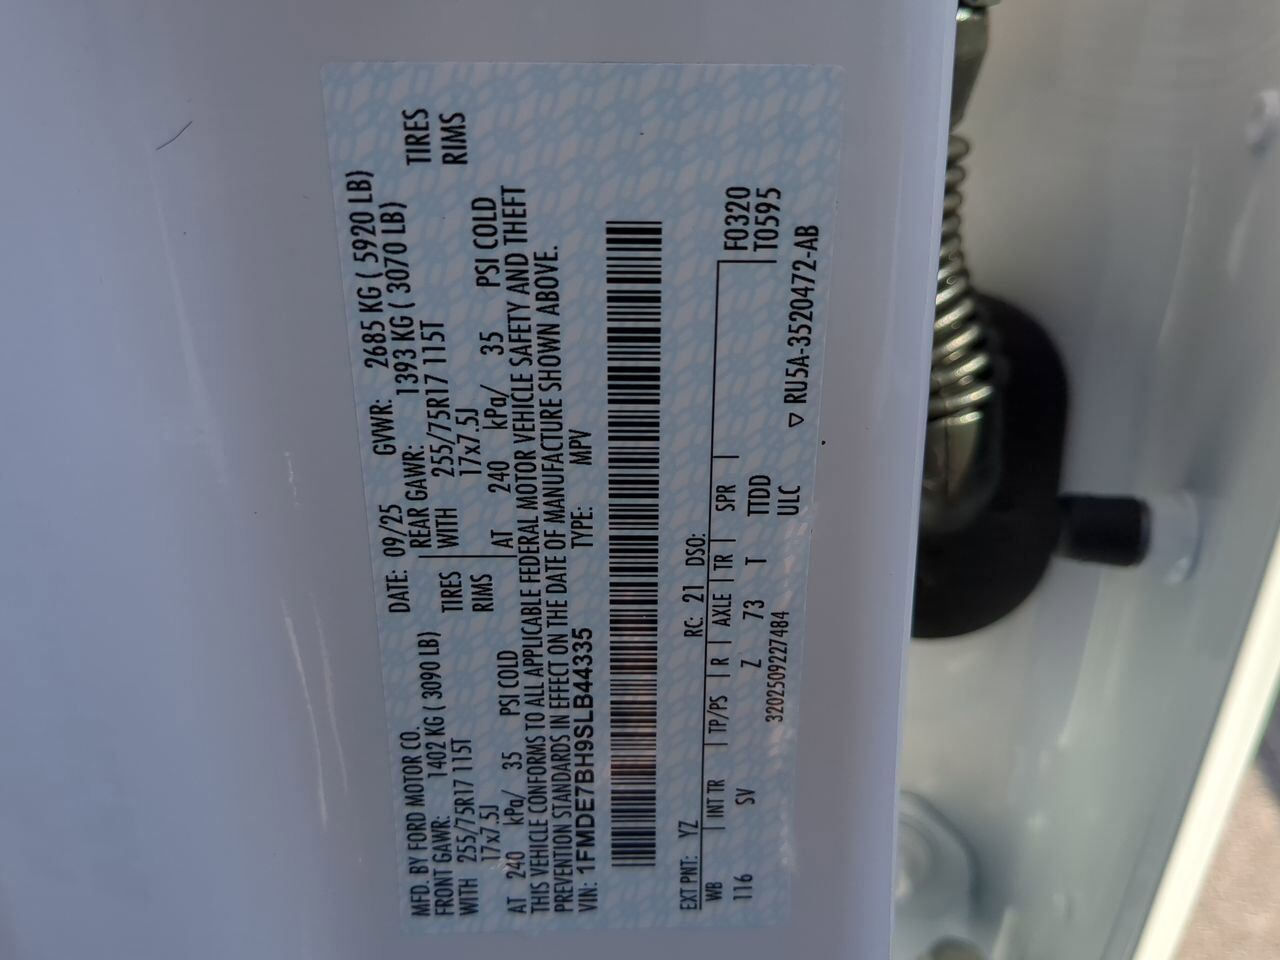 MFD. BY FORD MOTOR CO. DATE: 09/25 GVWR: 2685 KG ( 5920 LB)
FRONT GAWR: 1402 KG ( 3090 LB) REAR GAWR: 1393 KG ( 3070 LB)
WITH 255/75R17 115T TIRES WITH 255/75R17 115T TIRES
17x7.5J RIMS 17x7.5J RIMS
AT 240 kPa/ 35 PSI COLD AT 240 kPa/ 35 PSI COLD
THIS VEHICLE CONFORMS TO ALL APPLICABLE FEDERAL MOTOR VEHICLE SAFETY AND THEFT
PREVENTION STANDARDS IN EFFECT ON THE DATE OF MANUFACTURE SHOWN ABOVE.
VIN: 1FMDE7BH9SLB44335 TYPE: MPV
EXT PNT: YZ RC: 21 DSO:
WB INT TR TP/PS R AXLE TR SPR F0320
116 SV Z 73 T TTDD T0595
3202509227484 ULC ▽ RU5A-3520472-AB